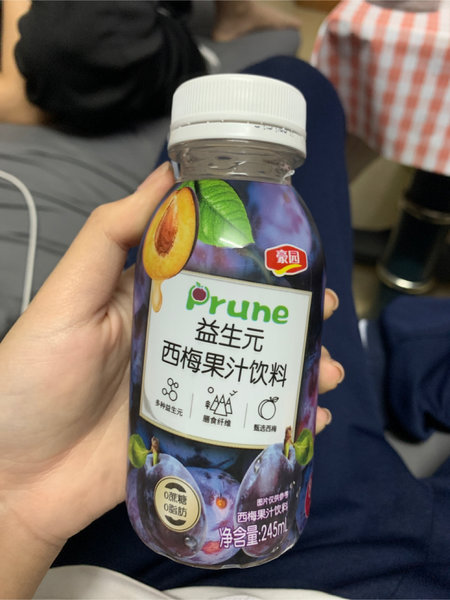 豪园
Prune
益生元
西梅果汁饮料
多种益生元
膳食纤维
甄选西梅
0蔗糖
0脂肪
图片仅供参考
西梅果汁饮料
净含量:245mL